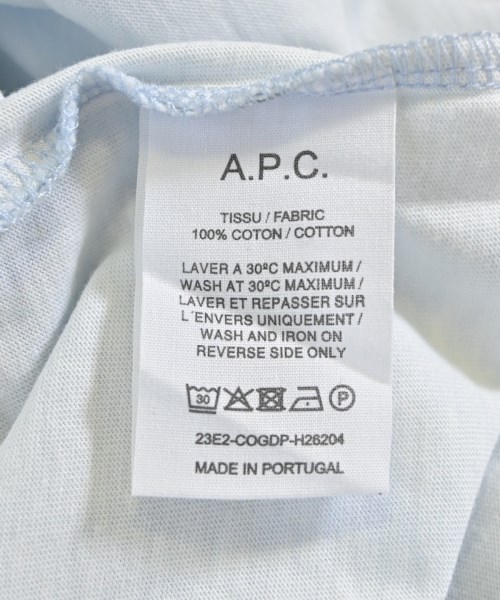 A.P.C.
TISSU / FABRIC
100% COTON / COTTON
LAVER A 30ºC MAXIMUM /
WASH AT 30ºC MAXIMUM /
LAVER ET REPASSER SUR
L´ENVERS UNIQUEMENT /
WASH AND IRON ON
REVERSE SIDE ONLY
30 P
23E2-COGDP-H26204
MADE IN PORTUGAL